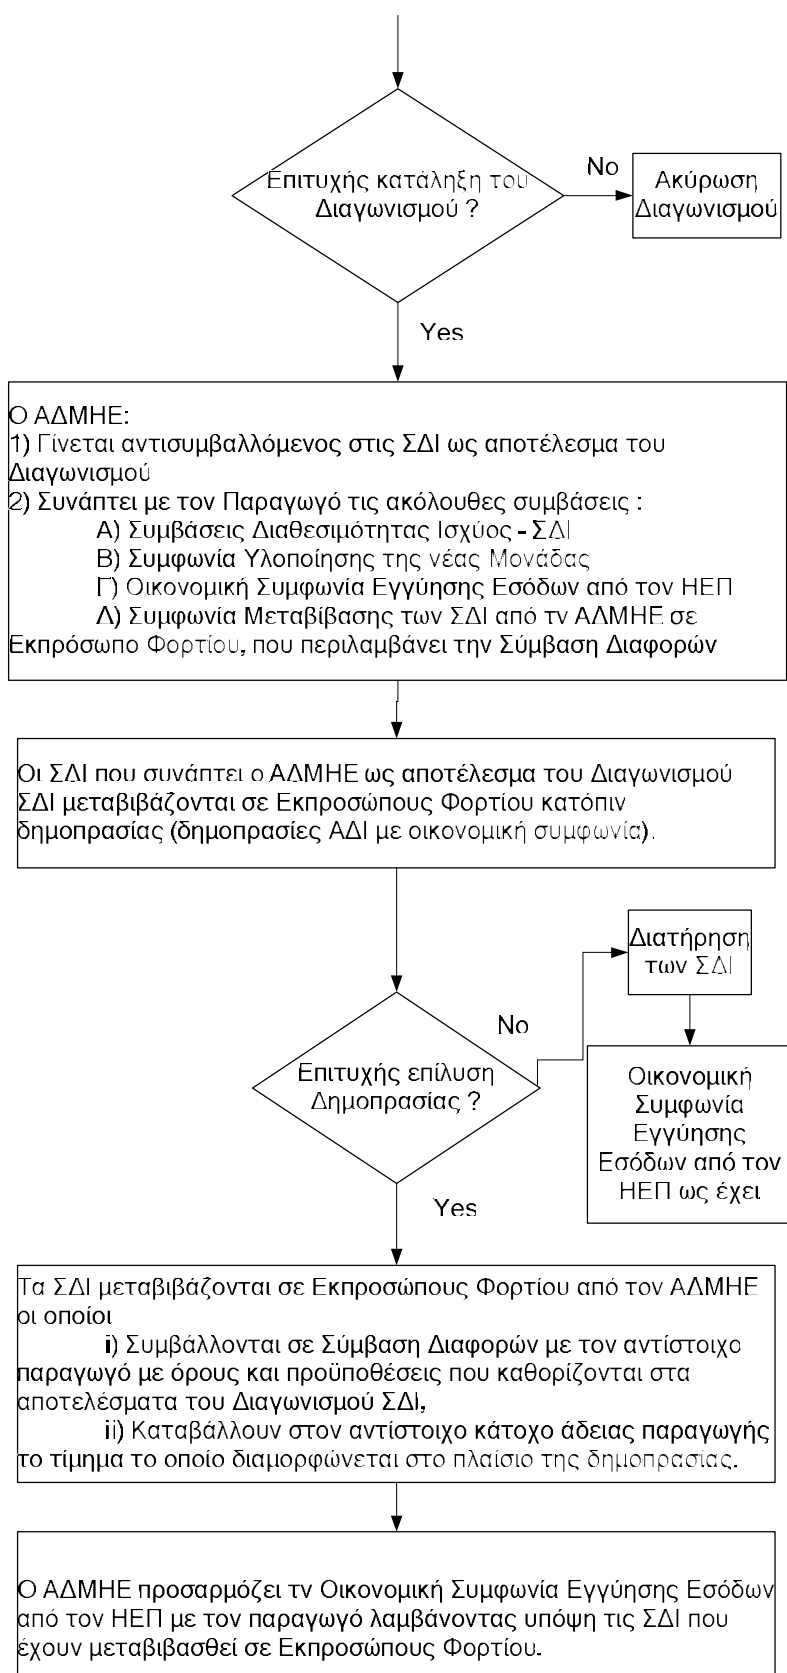 Επιτυχής κατάληξη του
Διαγωνισμού ?
No
Ακύρωση
Διαγωνισμού
Yes
Ο ΑΔΜΗΕ:
1) Γίνεται αντισυμβαλλόμενος στις ΣΔΙ ως αποτέλεσμα του
Διαγωνισμού
2) Συνάπτει με τον Παραγωγό τις ακόλουθες συμβάσεις :
Α) Συμβάσεις Διαθεσιμότητας Ισχύος - ΣΔΙ
Β) Συμφωνία Υλοποίησης της νέας Μονάδας
Γ) Οικονομική Συμφωνία Εγγύησης Εσόδων από τον ΗΕΠ
Δ) Συμφωνία Μεταβίβασης των ΣΔΙ από τν ΑΔΜΗΕ σε
Εκπρόσωπο Φορτίου, που περιλαμβάνει την Σύμβαση Διαφορών
Οι ΣΔΙ που συνάπτει ο ΑΔΜΗΕ ως αποτέλεσμα του Διαγωνισμού
ΣΔΙ μεταβιβάζονται σε Εκπροσώπους Φορτίου κατόπιν
δημοπρασίας (δημοπρασίες ΑΔΙ με οικονομική συμφωνία).
Διατήρηση
των ΣΔΙ
No
Επιτυχής επίλυση
Δημοπρασίας ?
Οικονομική
Συμφωνία
Εγγύησης
Εσόδων από τον
ΗΕΠ ως έχει
Yes
Τα ΣΔΙ μεταβιβάζονται σε Εκπροσώπους Φορτίου από τον ΑΔΜΗΕ
οι οποίοι
i) Συμβάλλονται σε Σύμβαση Διαφορών με τον αντίστοιχο
παραγωγό με όρους και προϋποθέσεις που καθορίζονται στα
αποτελέσματα του Διαγωνισμού ΣΔΙ,
ii) Καταβάλλουν στον αντίστοιχο κάτοχο άδειας παραγωγής
το τίμημα το οποίο διαμορφώνεται στο πλαίσιο της δημοπρασίας.
Ο ΑΔΜΗΕ προσαρμόζει τν Οικονομική Συμφωνία Εγγύησης Εσόδων
από τον ΗΕΠ με τον παραγωγό λαμβάνοντας υπόψη τις ΣΔΙ που
έχουν μεταβιβασθεί σε Εκπροσώπους Φορτίου.